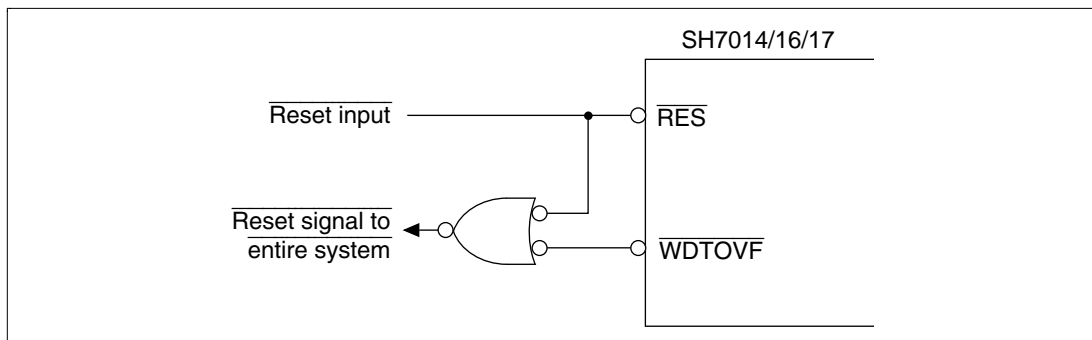 SH7014/16/17
Reset input
RES
Reset signal to
entire system
WDTOVF